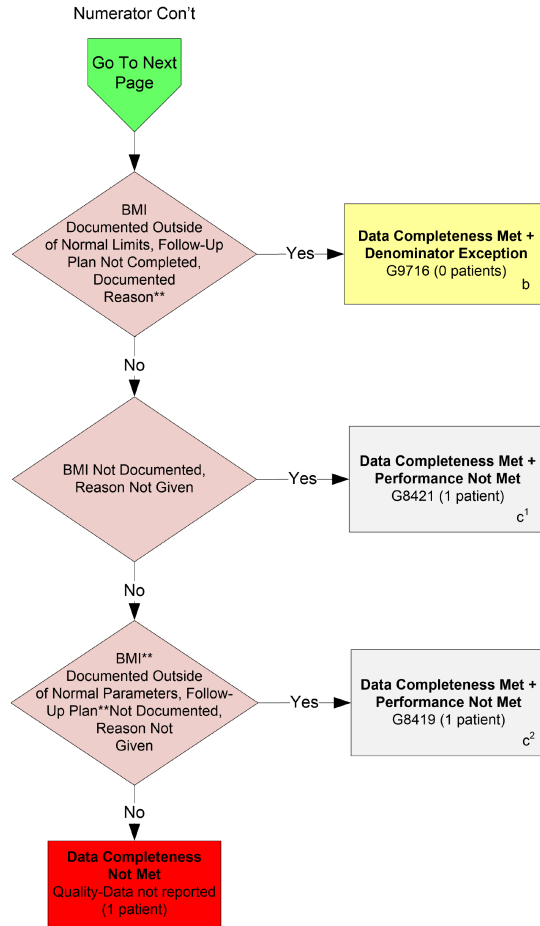 Numerator Con't
Go To Next
Page
BMI
Documented Outside
of Normal Limits, Follow-Up
Plan Not Completed,
Documented
Reason**
Yes
Data Completeness Met +
Denominator Exception
G9716 (0 patients)
b
No
BMI Not Documented,
Reason Not Given
Yes
Data Completeness Met +
Performance Not Met
G8421 (1 patient)
c1
No
BMI**
Documented Outside
of Normal Parameters, Follow-
Up Plan**Not Documented,
Reason Not
Given
Yes
Data Completeness Met +
Performance Not Met
G8419 (1 patient)
c2
No
Data Completeness
Not Met
Quality-Data not reported
(1 patient)